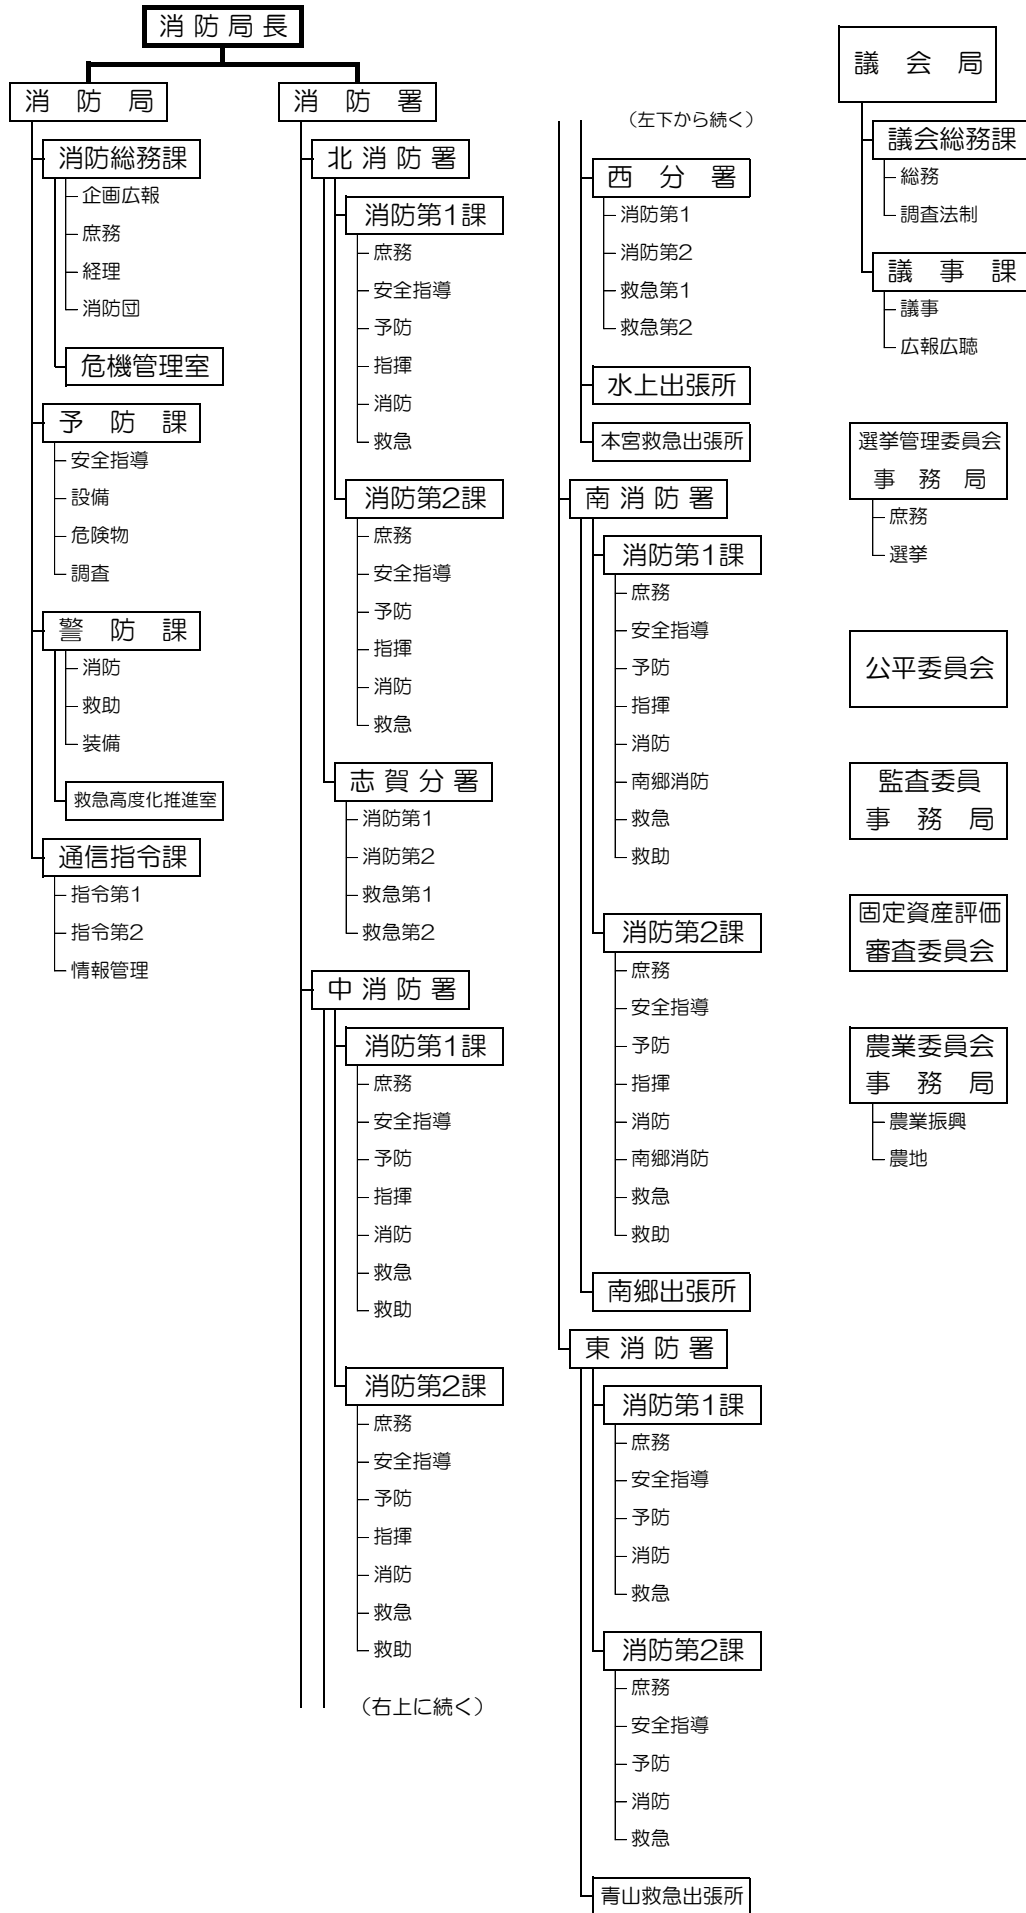 消防局長
消防局
消防総務課
企画広報
庶務
経理
消防団
危機管理室
予防課
安全指導
設備
危険物
調査
警防課
消防
救助
装備
救急高度化推進室
通信指令課
指令第1
指令第2
情報管理
消防署
北消防署
消防第1課
庶務
安全指導
予防
指揮
消防
救急
消防第2課
庶務
安全指導
予防
指揮
消防
救急
志賀分署
消防第1
消防第2
救急第1
救急第2
中消防署
消防第1課
庶務
安全指導
予防
指揮
消防
救急
救助
消防第2課
庶務
安全指導
予防
指揮
消防
救急
救助
（右上に続く）
（左下から続く）
西分署
消防第1
消防第2
救急第1
救急第2
水上出張所
本宮救急出張所
南消防署
消防第1課
庶務
安全指導
予防
指揮
消防
南郷消防
救急
救助
消防第2課
庶務
安全指導
予防
指揮
消防
南郷消防
救急
救助
南郷出張所
東消防署
消防第1課
庶務
安全指導
予防
消防
救急
消防第2課
庶務
安全指導
予防
消防
救急
青山救急出張所
議会局
議会総務課
総務
調査法制
議事課
議事
広報広聴
選挙管理委員会
事務局
庶務
選挙
公平委員会
監査委員
事務局
固定資産評価
審査委員会
農業委員会
事務局
農業振興
農地